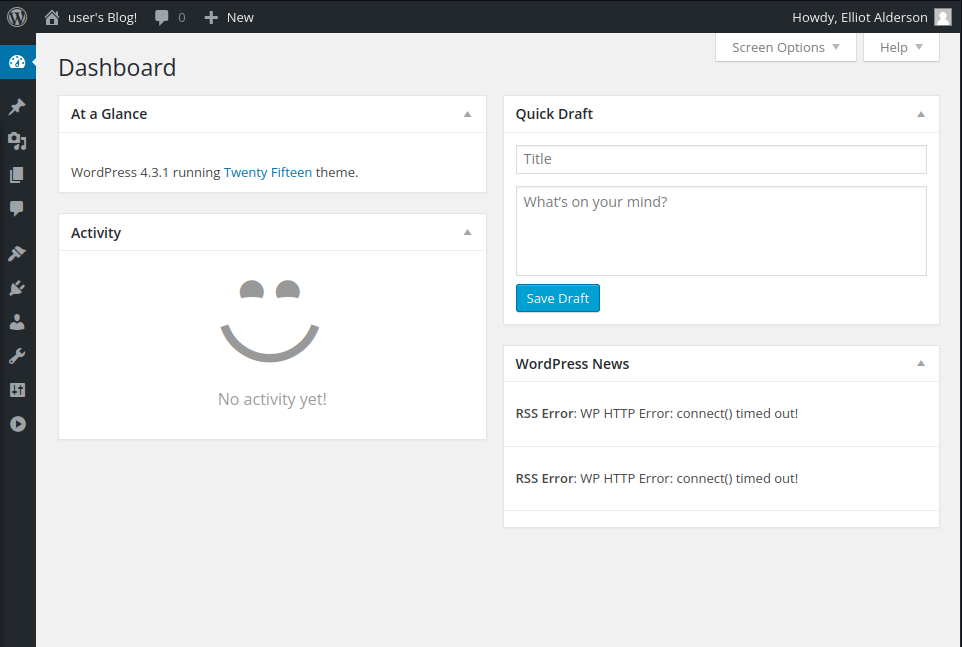 user's Blog! 0 New Howdy, Elliot Alderson
Screen Options Help
Dashboard
At a Glance
WordPress 4.3.1 running Twenty Fifteen theme.
Activity
No activity yet!
Quick Draft
Title
What's on your mind?
Save Draft
WordPress News
RSS Error: WP HTTP Error: connect() timed out!
RSS Error: WP HTTP Error: connect() timed out!